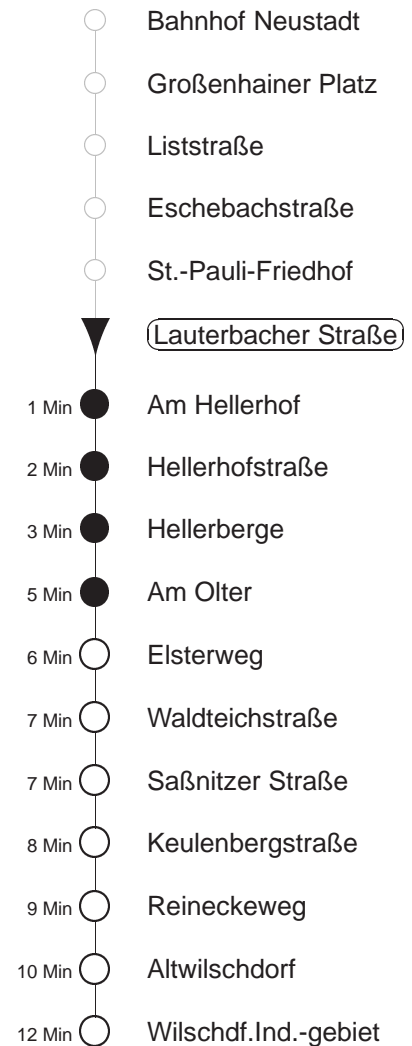 Bahnhof Neustadt
Großenhainer Platz
Liststraße
Eschebachstraße
St.-Pauli-Friedhof
Lauterbacher Straße
1 Min Am Hellerhof
2 Min Hellerhofstraße
3 Min Hellerberge
5 Min Am Olter
6 Min Elsterweg
7 Min Waldteichstraße
7 Min Saßnitzer Straße
8 Min Keulenbergstraße
9 Min Reineckeweg
10 Min Altwilschdorf
12 Min Wilschdf.Ind.-gebiet